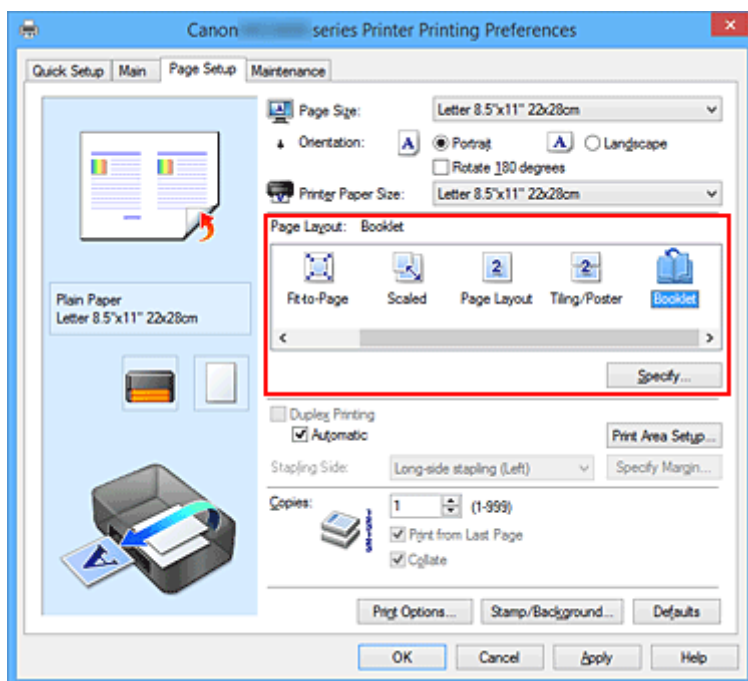 Canon series Printer Printing Preferences
Quick Setup Main Page Setup Maintenance
Page Size: Letter 8.5"x11" 22x28cm
Orientation: A Portrait A Landscape
Rotate 180 degrees
Printer Paper Size: Letter 8.5"x11" 22x28cm
Page Layout: Booklet
2 2
Fit-to-Page Scaled Page Layout Tiling/Poster Booklet
Plain Paper
Letter 8.5"x11" 22x28cm
Specify...
Duplex Printing
Automatic Print Area Setup...
Stapling Side: Long-side stapling (Left) Specify Margin...
Copies: 1 (1-999)
Print from Last Page
Collate
A
Print Options... Stamp/Background... Defaults
OK Cancel Apply Help